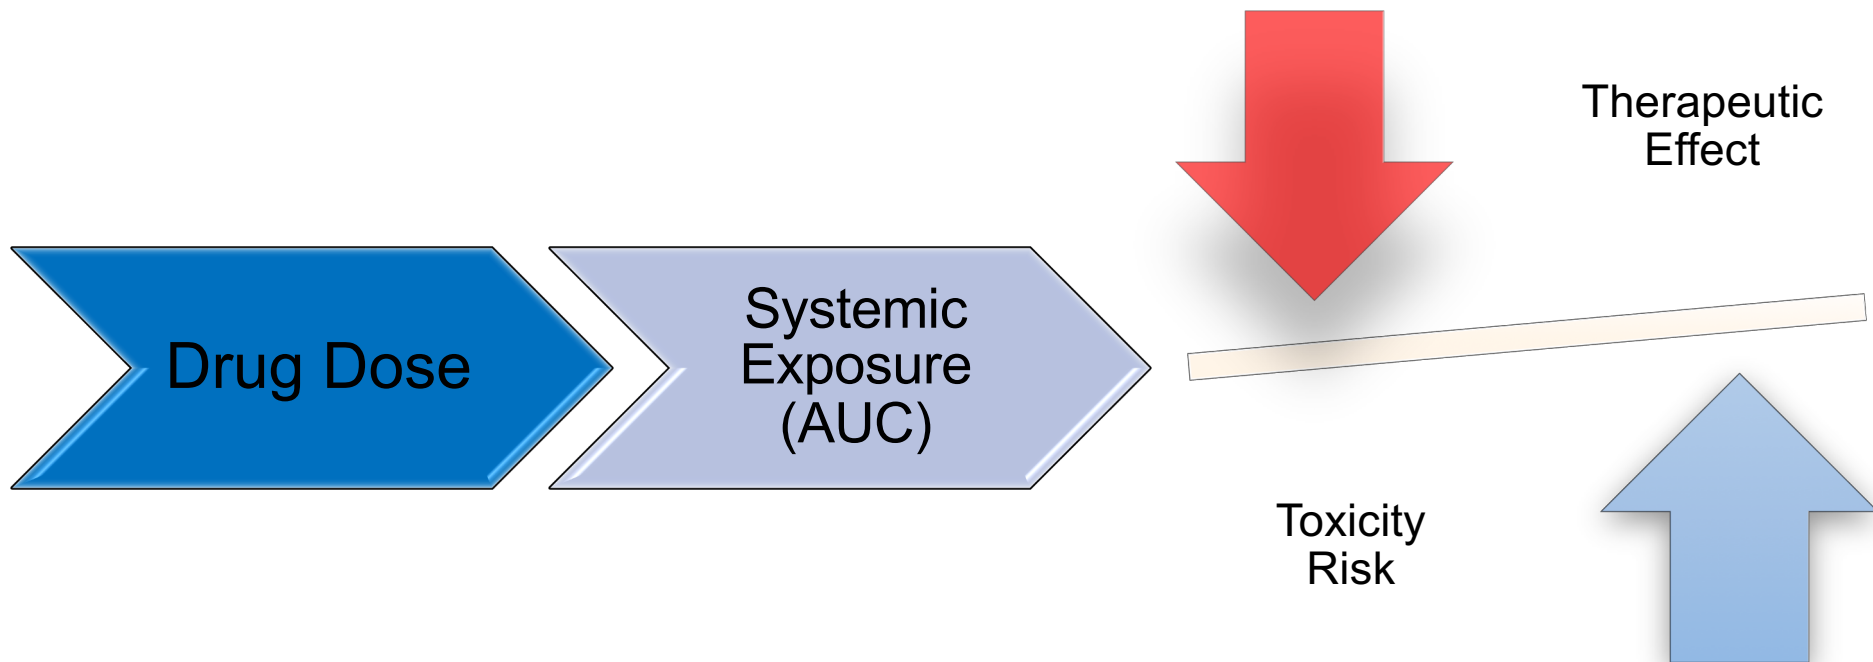 Drug Dose
Systemic
Exposure
(AUC)
Therapeutic
Effect
Toxicity
Risk